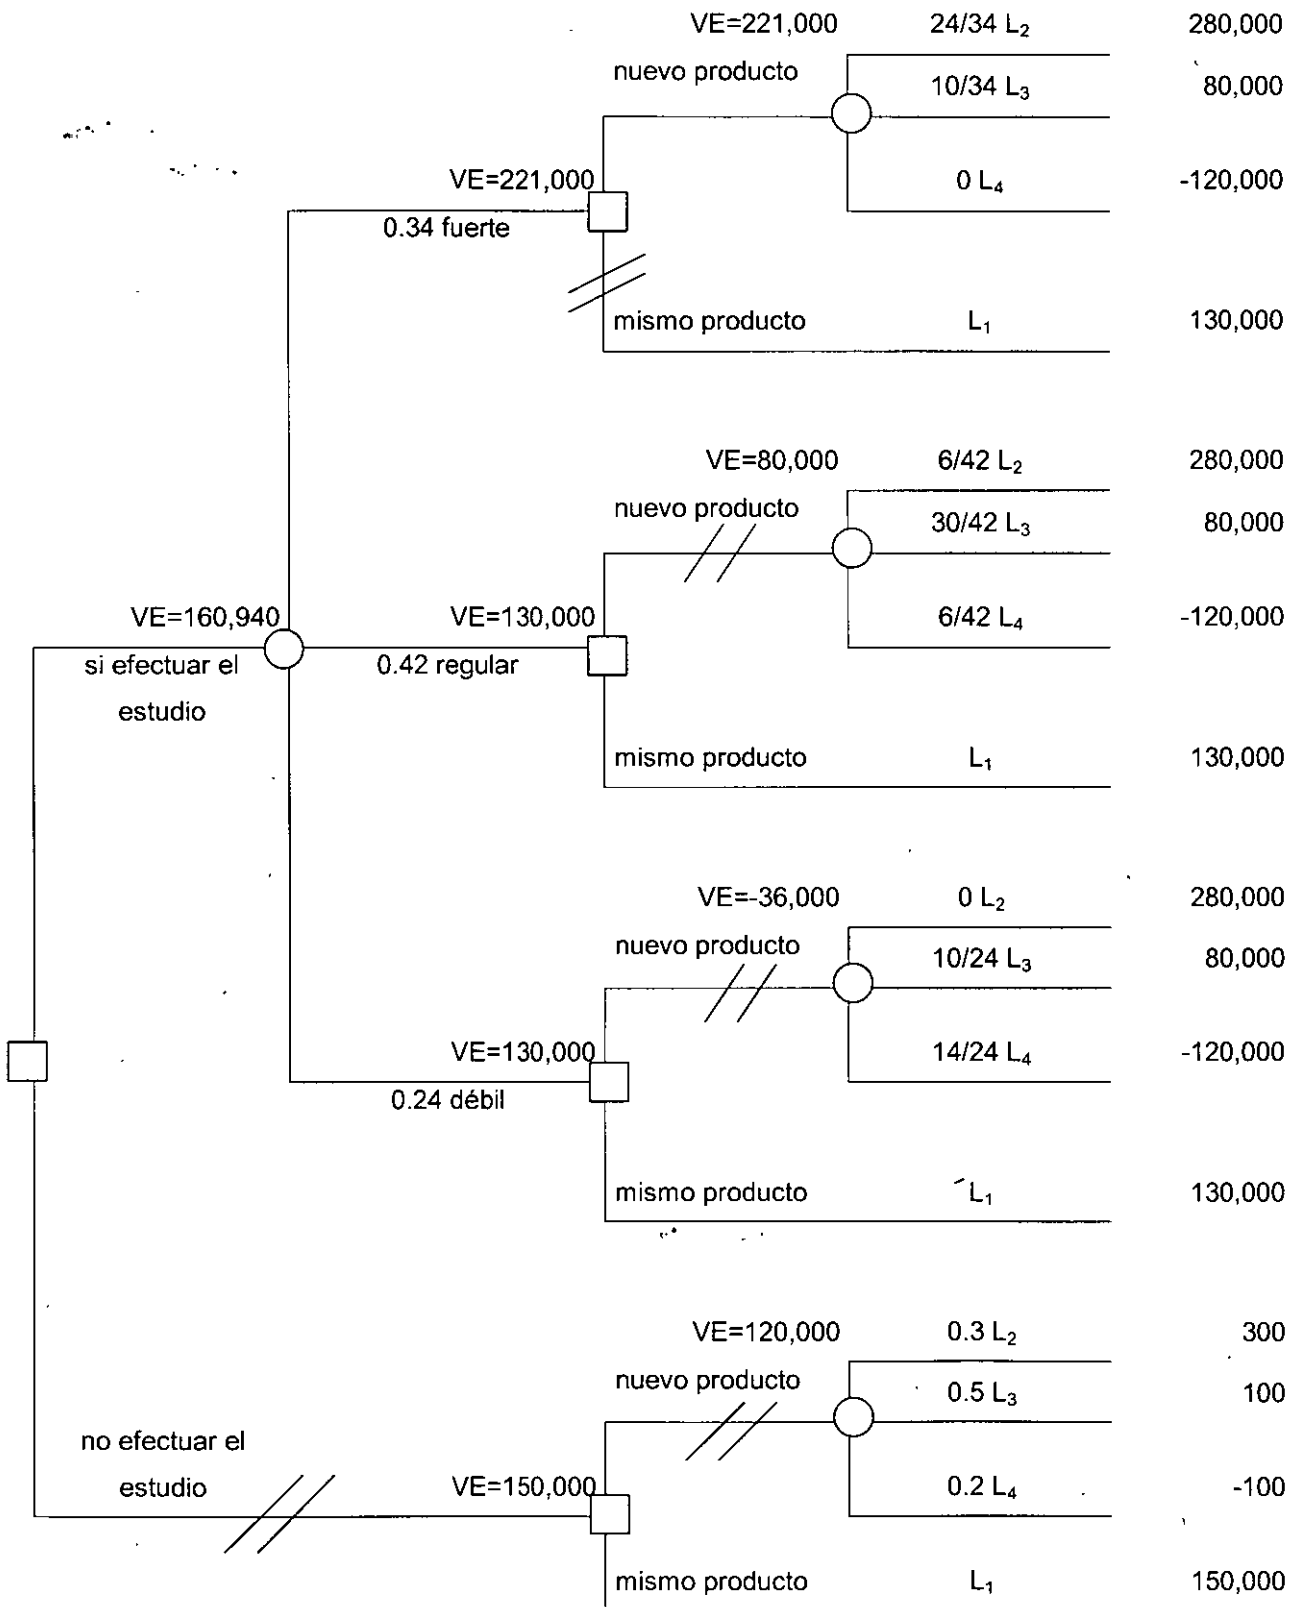 VE=221,000 24/34 L₂ 280,000
nuevo producto 10/34 L₃ 80,000
VE=221,000 0 L₄ -120,000
0.34 fuerte
mismo producto L₁ 130,000
VE=80,000 6/42 L₂ 280,000
nuevo producto 30/42 L₃ 80,000
VE=160,940 VE=130,000 6/42 L₄ -120,000
si efectuar el 0.42 regular
estudio
mismo producto L₁ 130,000
VE=-36,000 0 L₂ 280,000
nuevo producto 10/24 L₃ 80,000
VE=130,000 14/24 L₄ -120,000
0.24 débil
mismo producto L₁ 130,000
VE=120,000 0.3 L₂ 300
nuevo producto 0.5 L₃ 100
no efectuar el
estudio VE=150,000 0.2 L₄ -100
mismo producto L₁ 150,000